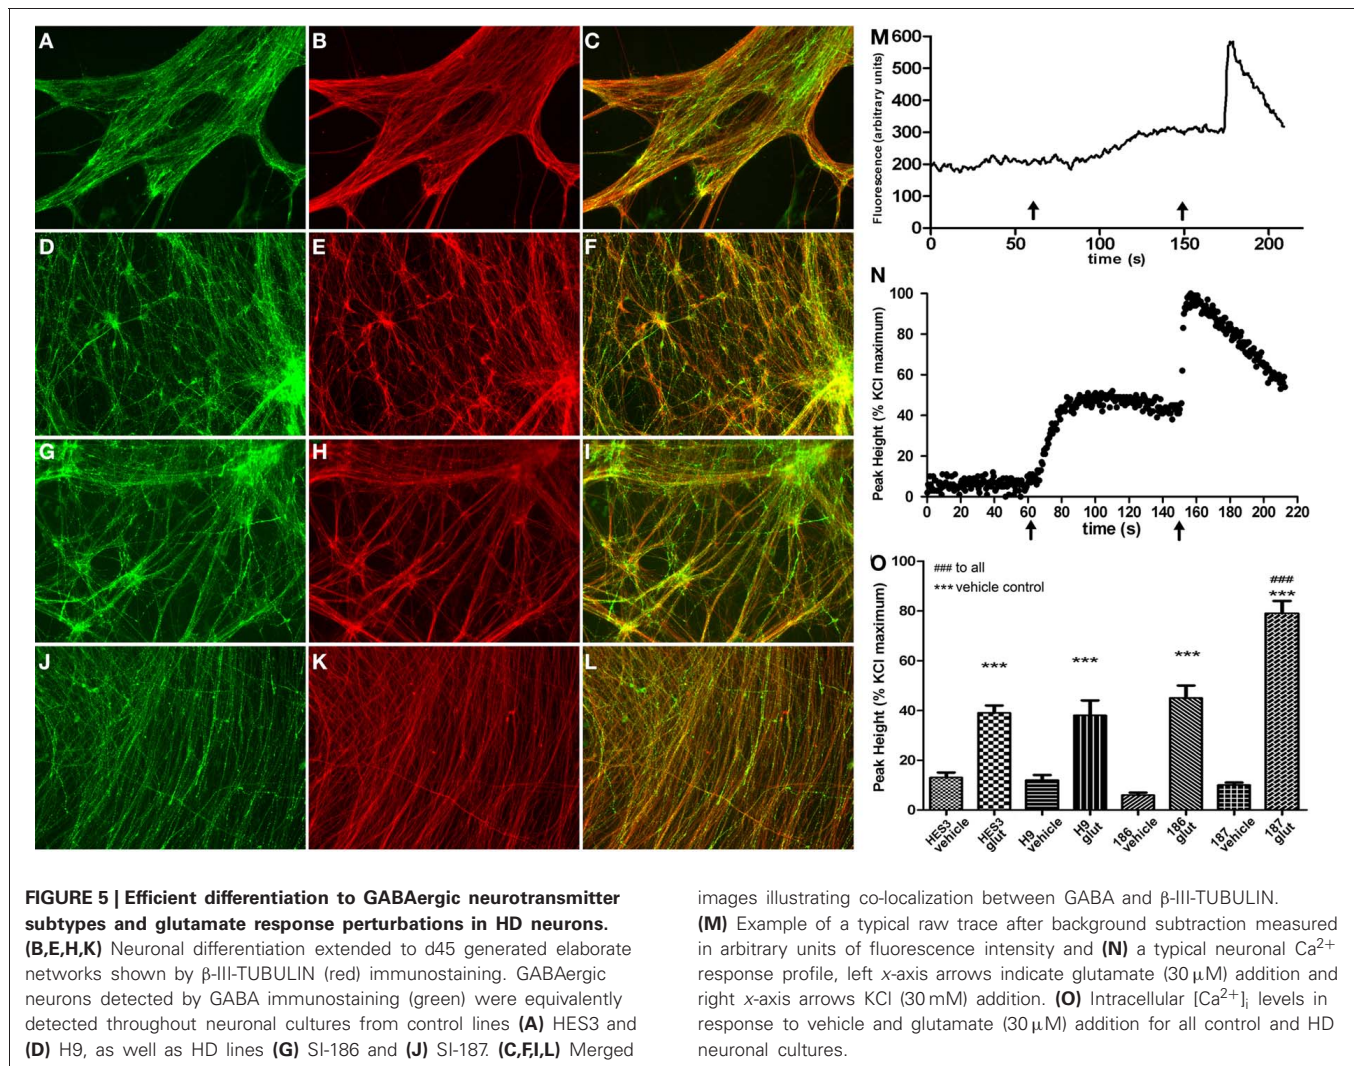 A
B
C
D
E
F
G
H
I
J
K
L
M
600
500
400
300
200
100
0
Fluorescence (arbitrary units)
0 50 100 150 200
time (s)
N
100
80
60
40
20
0
Peak Height (% KCl maximum)
0 20 40 60 80 100 120 140 160 180 200 220
time (s)
O
100
80
60
40
20
0
Peak Height (% KCl maximum)
### to all
*** vehicle control
***
***
***
###
***
HES3 vehicle
HES3 glut
H9 vehicle
H9 glut
186 vehicle
186 glut
187 vehicle
187 glut
FIGURE 5 | Efficient differentiation to GABAergic neurotransmitter
subtypes and glutamate response perturbations in HD neurons.
(B,E,H,K) Neuronal differentiation extended to d45 generated elaborate
networks shown by β-III-TUBULIN (red) immunostaining. GABAergic
neurons detected by GABA immunostaining (green) were equivalently
detected throughout neuronal cultures from control lines (A) HES3 and
(D) H9, as well as HD lines (G) SI-186 and (J) SI-187. (C,F,I,L) Merged
images illustrating co-localization between GABA and β-III-TUBULIN.
(M) Example of a typical raw trace after background subtraction measured
in arbitrary units of fluorescence intensity and (N) a typical neuronal Ca2+
response profile, left x-axis arrows indicate glutamate (30 μM) addition and
right x-axis arrows KCl (30 mM) addition. (O) Intracellular [Ca2+]i levels in
response to vehicle and glutamate (30 μM) addition for all control and HD
neuronal cultures.